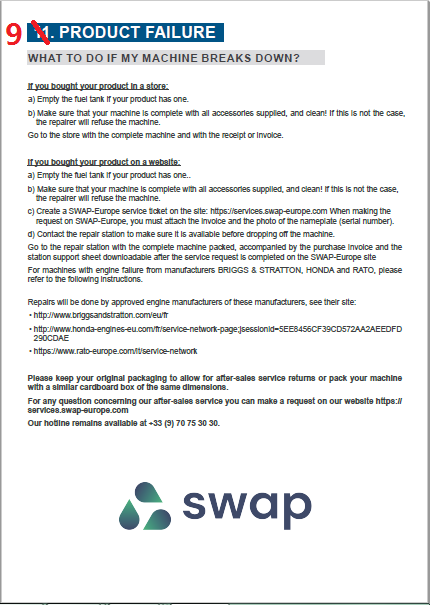 9 11. PRODUCT FAILURE
WHAT TO DO IF MY MACHINE BREAKS DOWN?
If you bought your product in a store:
a) Empty the fuel tank if your product has one.
b) Make sure that your machine is complete with all accessories supplied, and clean! If this is not the case,
the repairer will refuse the machine.
Go to the store with the complete machine and with the receipt or invoice.
If you bought your product on a website:
a) Empty the fuel tank if your product has one..
b) Make sure that your machine is complete with all accessories supplied, and clean! If this is not the case,
the repairer will refuse the machine.
c) Create a SWAP-Europe service ticket on the site: https://services.swap-europe.com When making the
request on SWAP-Europe, you must attach the invoice and the photo of the nameplate (serial number).
d) Contact the repair station to make sure it is available before dropping off the machine.
Go to the repair station with the complete machine packed, accompanied by the purchase invoice and the
station support sheet downloadable after the service request is completed on the SWAP-Europe site
For machines with engine failure from manufacturers BRIGGS & STRATTON, HONDA and RATO, please
refer to the following instructions.
Repairs will be done by approved engine manufacturers of these manufacturers, see their site:
• http://www.briggsandstratton.com/eu/fr
• http://www.honda-engines-eu.com/fr/service-network-page;jsessionid=5EE8456CF39CD572AA2AEEDFD
290CDAE
• https://www.rato-europe.com/it/service-network
Please keep your original packaging to allow for after-sales service returns or pack your machine
with a similar cardboard box of the same dimensions.
For any question concerning our after-sales service you can make a request on our website https://
services.swap-europe.com
Our hotline remains available at +33 (9) 70 75 30 30.
swap